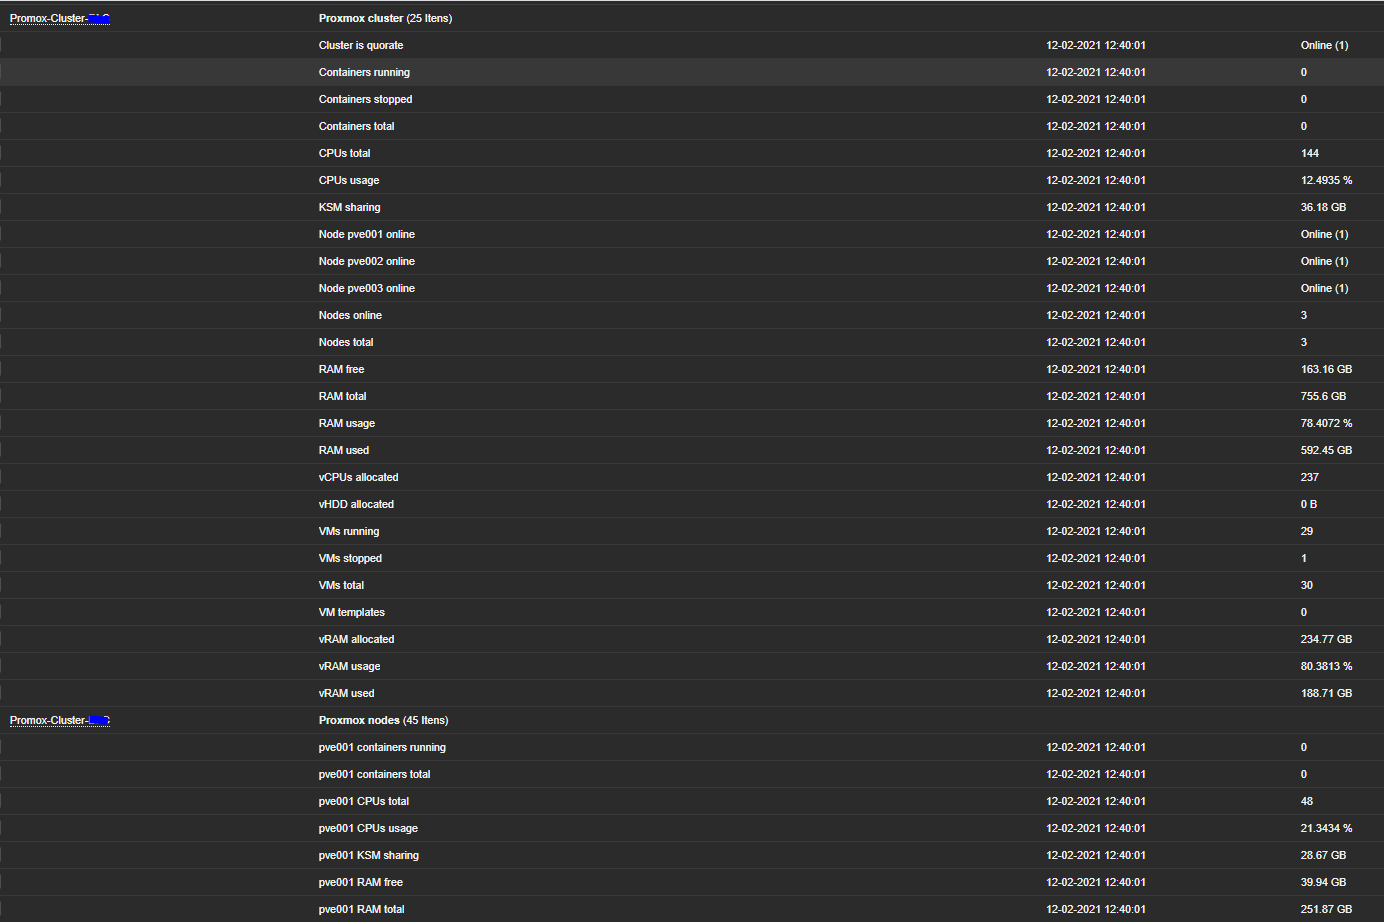 Promox-Cluster- Proxmox cluster (25 Itens)
Cluster is quorate 12-02-2021 12:40:01 Online (1)
Containers running 12-02-2021 12:40:01 0
Containers stopped 12-02-2021 12:40:01 0
Containers total 12-02-2021 12:40:01 0
CPUs total 12-02-2021 12:40:01 144
CPUs usage 12-02-2021 12:40:01 12.4935 %
KSM sharing 12-02-2021 12:40:01 36.18 GB
Node pve001 online 12-02-2021 12:40:01 Online (1)
Node pve002 online 12-02-2021 12:40:01 Online (1)
Node pve003 online 12-02-2021 12:40:01 Online (1)
Nodes online 12-02-2021 12:40:01 3
Nodes total 12-02-2021 12:40:01 3
RAM free 12-02-2021 12:40:01 163.16 GB
RAM total 12-02-2021 12:40:01 755.6 GB
RAM usage 12-02-2021 12:40:01 78.4072 %
RAM used 12-02-2021 12:40:01 592.45 GB
vCPUs allocated 12-02-2021 12:40:01 237
vHDD allocated 12-02-2021 12:40:01 0 B
VMs running 12-02-2021 12:40:01 29
VMs stopped 12-02-2021 12:40:01 1
VMs total 12-02-2021 12:40:01 30
VM templates 12-02-2021 12:40:01 0
vRAM allocated 12-02-2021 12:40:01 234.77 GB
vRAM usage 12-02-2021 12:40:01 80.3813 %
vRAM used 12-02-2021 12:40:01 188.71 GB
Promox-Cluster- Proxmox nodes (45 Itens)
pve001 containers running 12-02-2021 12:40:01 0
pve001 containers total 12-02-2021 12:40:01 0
pve001 CPUs total 12-02-2021 12:40:01 48
pve001 CPUs usage 12-02-2021 12:40:01 21.3434 %
pve001 KSM sharing 12-02-2021 12:40:01 28.67 GB
pve001 RAM free 12-02-2021 12:40:01 39.94 GB
pve001 RAM total 12-02-2021 12:40:01 251.87 GB